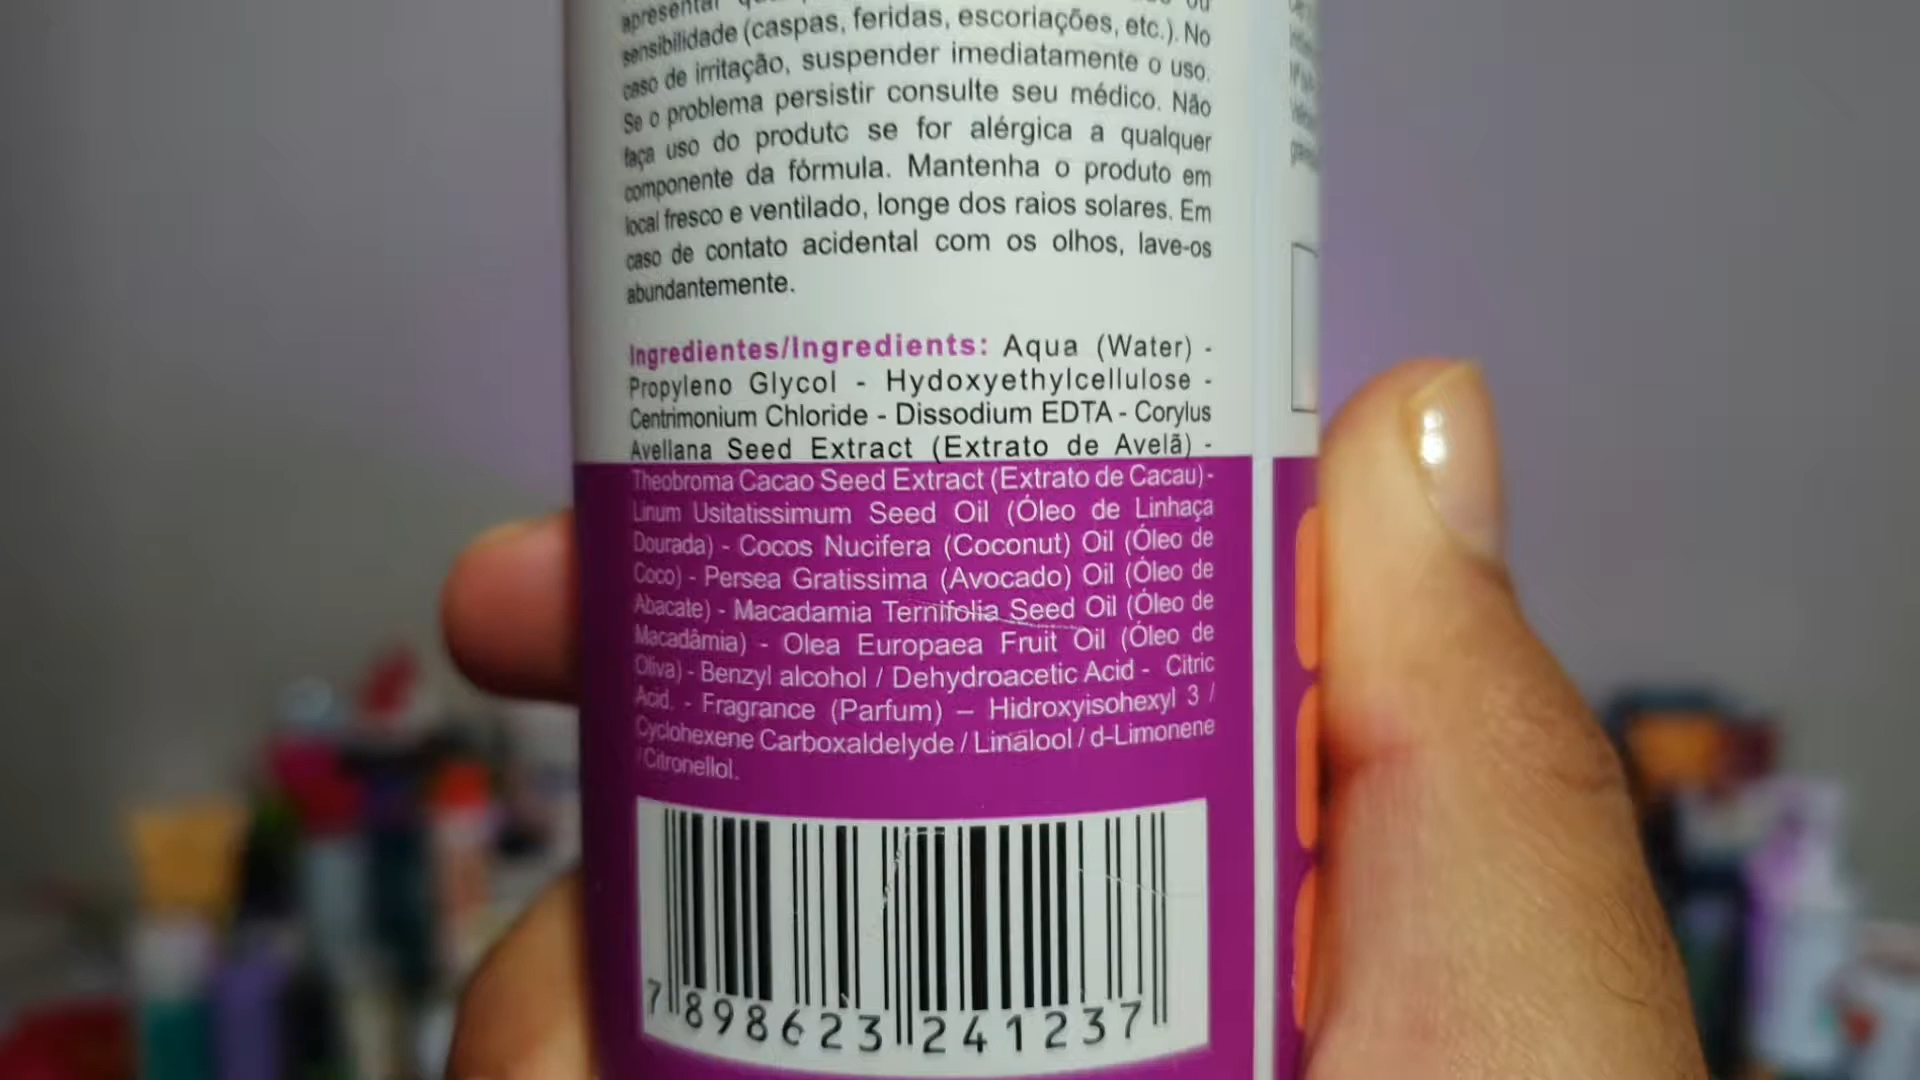 apresentar
sensibilidade (caspas, feridas, escoriações, etc.). No
caso de irritação, suspender imediatamente o uso.
Se o problema persistir consulte seu médico. Não
faça uso do produto se for alérgica a qualquer
componente da fórmula. Mantenha o produto em
local fresco e ventilado, longe dos raios solares. Em
caso de contato acidental com os olhos, lave-os
abundantemente.
Ingredientes/Ingredients: Aqua (Water) -
Propyleno Glycol - Hydoxyethylcellulose -
Centrimonium Chloride - Dissodium EDTA - Corylus
Avellana Seed Extract (Extrato de Avelã) -
Theobroma Cacao Seed Extract (Extrato de Cacau) -
Linum Usitatissimum Seed Oil (Óleo de Linhaça
Dourada) - Cocos Nucifera (Coconut) Oil (Óleo de
Coco) - Persea Gratissima (Avocado) Oil (Óleo de
Abacate) - Macadamia Ternifolia Seed Oil (Óleo de
Macadâmia) - Olea Europaea Fruit Oil (Óleo de
Oliva) - Benzyl alcohol / Dehydroacetic Acid - Citric
Acid. - Fragrance (Parfum) – Hidroxyisohexyl 3 /
Cyclohexene Carboxaldelyde / Linalool / d-Limonene
/ Citronellol.
7 898623 241237